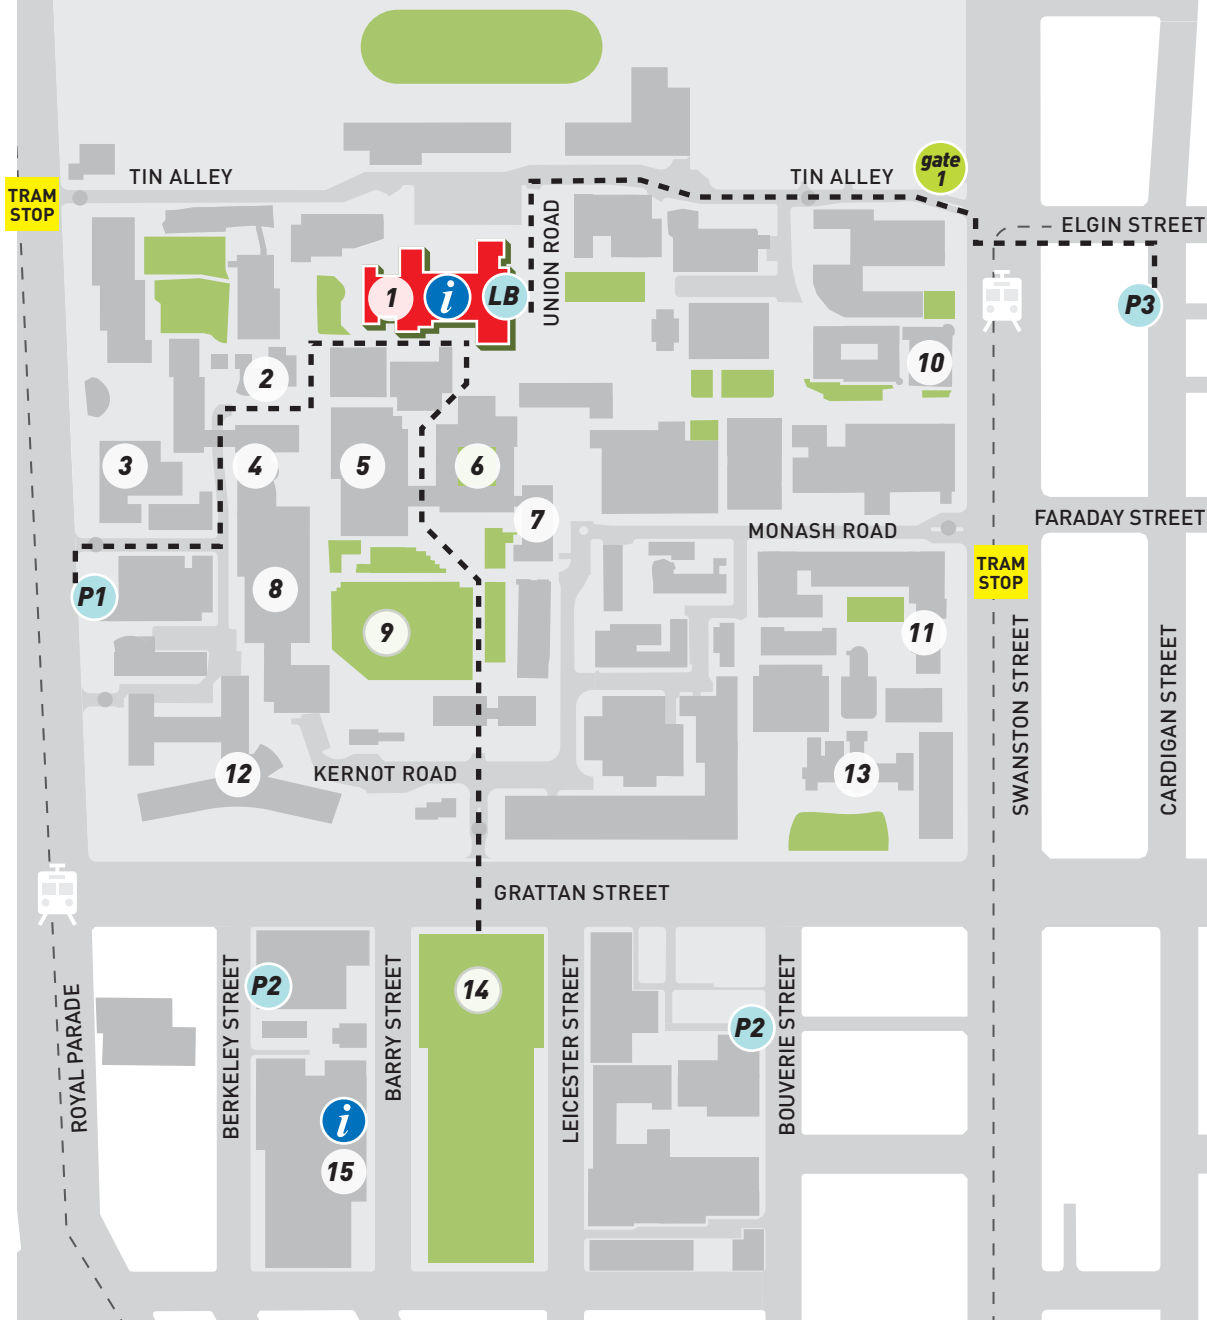 gate
1
TIN ALLEY
TIN ALLEY
TRAM
STOP
UNION ROAD
ELGIN STREET
1
i
LB
P3
2
10
3
4
5
6
7
FARADAY STREET
MONASH ROAD
TRAM
STOP
P1
8
9
11
SWANSTON STREET
CARDIGAN STREET
12
KERNOT ROAD
13
GRATTAN STREET
ROYAL PARADE
BERKELEY STREET
P2
BARRY STREET
14
LEICESTER STREET
P2
BOUVERIE STREET
i
15